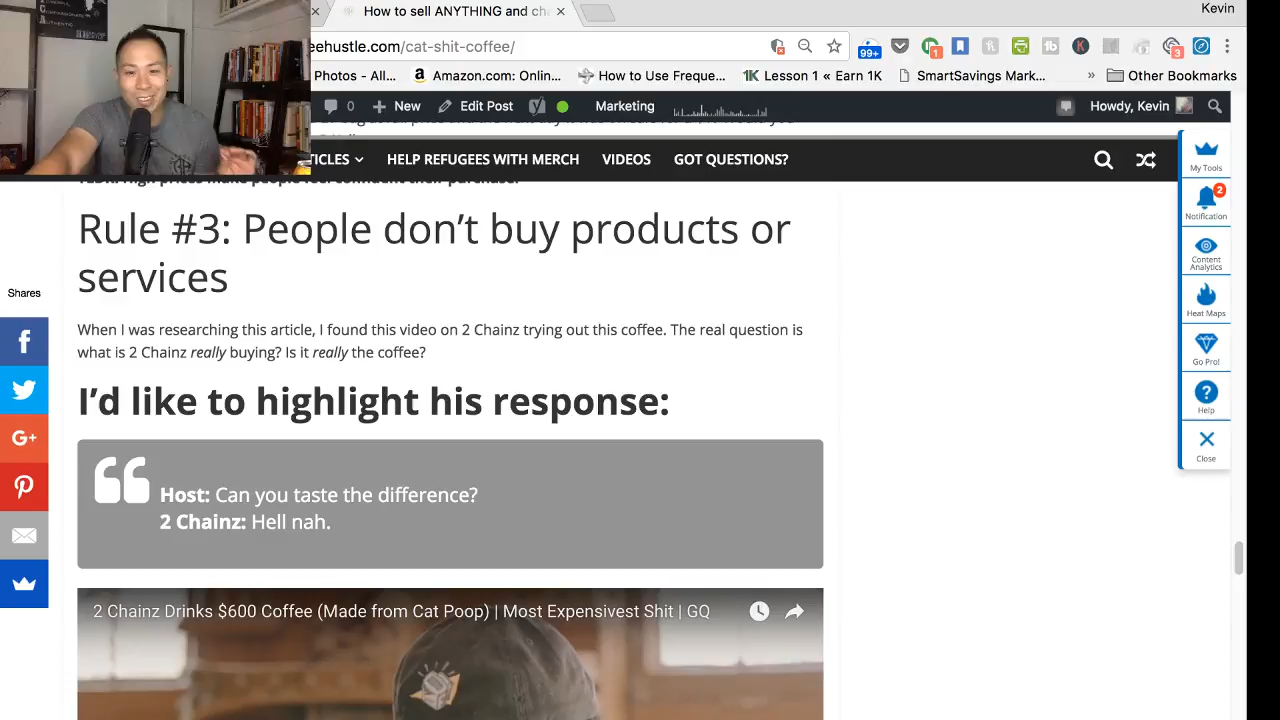 How to sell ANYTHING and cha
Kevin
eehustle.com/cat-shit-coffee/
99+
1
3
Photos - All...
Amazon.com: Onlin...
How to Use Freque...
1K Lesson 1 « Earn 1K
SmartSavings Mark...
»
Other Bookmarks
0
New
Edit Post
Marketing
Howdy, Kevin
TICLES
HELP REFUGEES WITH MERCH
VIDEOS
GOT QUESTIONS?
My Tools
2
Notification
Content
Analytics
Heat Maps
Go Pro!
Help
Close
Rule #3: People don’t buy products or
services
Shares
When I was researching this article, I found this video on 2 Chainz trying out this coffee. The real question is
what is 2 Chainz really buying? Is it really the coffee?
I’d like to highlight his response:
Host: Can you taste the difference?
2 Chainz: Hell nah.
2 Chainz Drinks $600 Coffee (Made from Cat Poop) | Most Expensivest Shit | GQ